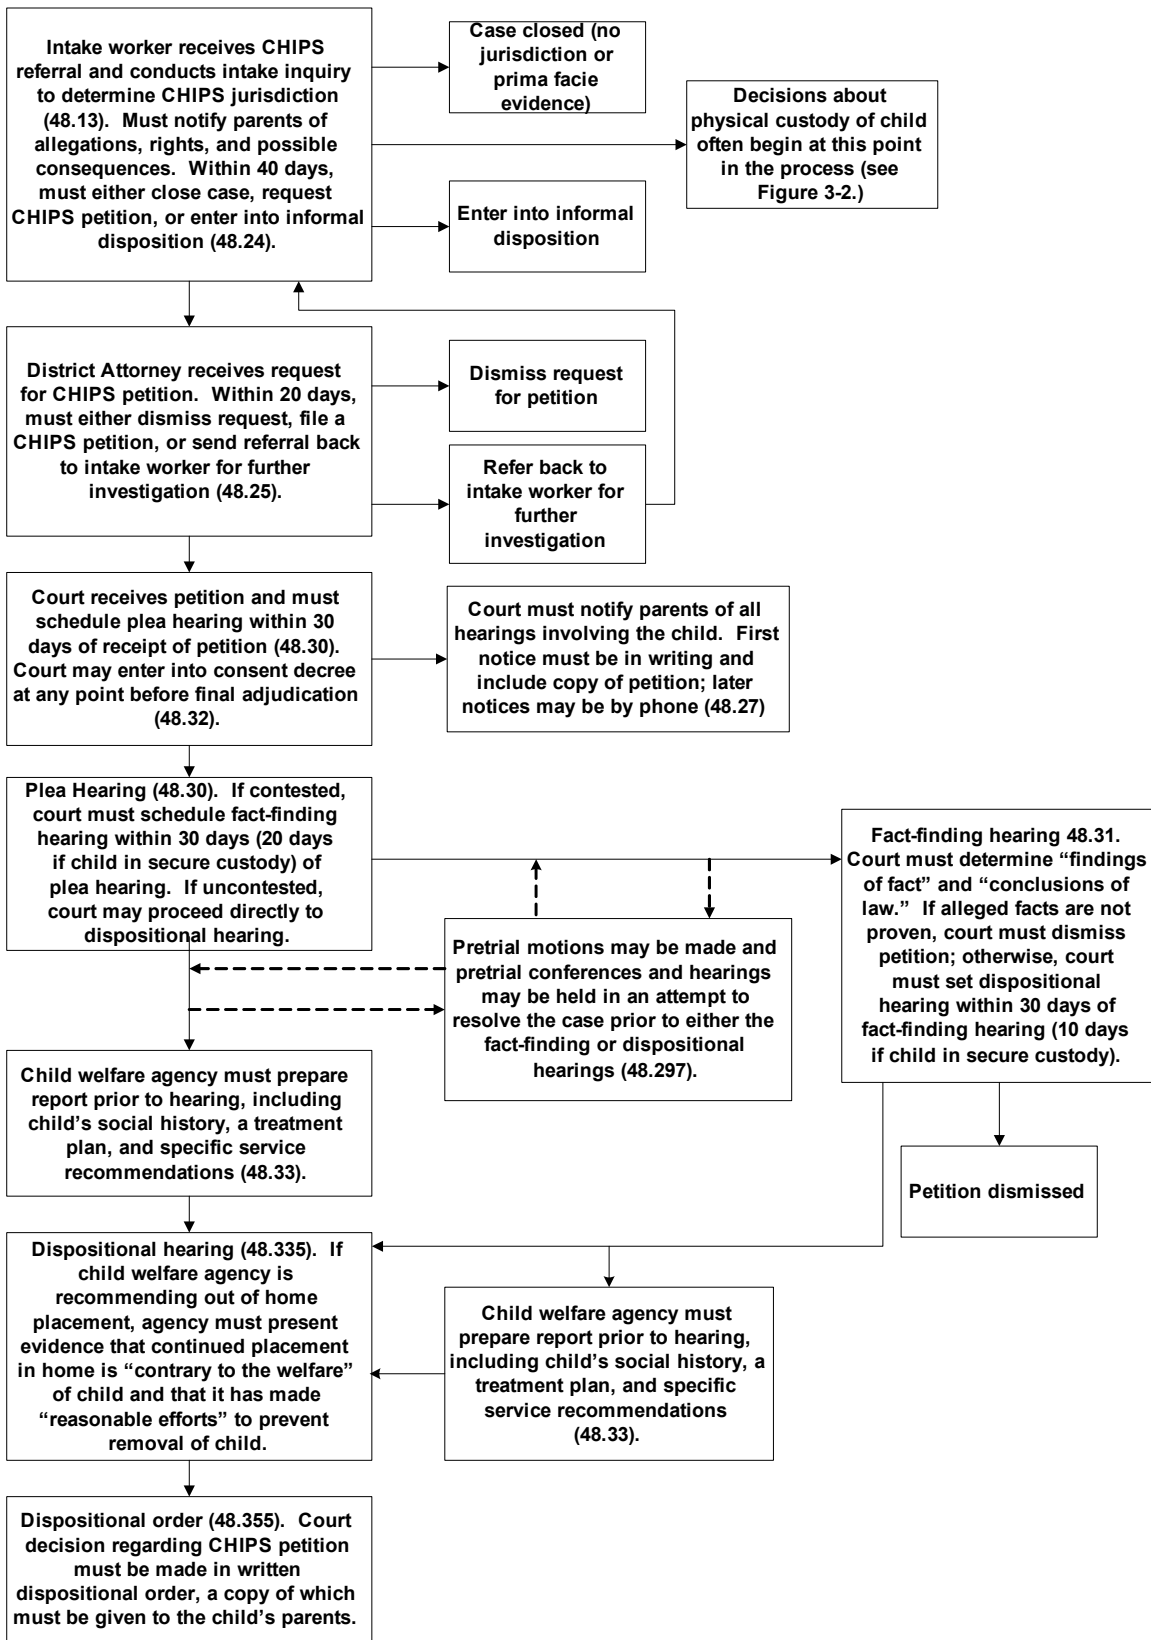 Intake worker receives CHIPS
referral and conducts intake inquiry
to determine CHIPS jurisdiction
(48.13).  Must notify parents of
allegations, rights, and possible
consequences.  Within 40 days,
must either close case, request
CHIPS petition, or enter into informal
disposition (48.24).
Case closed (no
jurisdiction or
prima facie
evidence)
Decisions about
physical custody of child
often begin at this point
in the process (see
Figure 3-2.)
Enter into informal
disposition
District Attorney receives request
for CHIPS petition.  Within 20 days,
must either dismiss request, file a
CHIPS petition, or send referral back
to intake worker for further
investigation (48.25).
Dismiss request
for petition
Refer back to
intake worker for
further
investigation
Court receives petition and must
schedule plea hearing within 30
days of receipt of petition (48.30).
Court may enter into consent decree
at any point before final adjudication
(48.32).
Court must notify parents of all
hearings involving the child.  First
notice must be in writing and
include copy of petition; later
notices may be by phone (48.27)
Plea Hearing (48.30).  If contested,
court must schedule fact-finding
hearing within 30 days (20 days
if child in secure custody) of
plea hearing.  If uncontested,
court may proceed directly to
dispositional hearing.
Fact-finding hearing 48.31.
Court must determine “findings
of fact” and “conclusions of
law.”  If alleged facts are not
proven, court must dismiss
petition; otherwise, court
must set dispositional
hearing within 30 days of
fact-finding hearing (10 days
if child in secure custody).
Pretrial motions may be made and
pretrial conferences and hearings
may be held in an attempt to
resolve the case prior to either the
fact-finding or dispositional
hearings (48.297).
Child welfare agency must prepare
report prior to hearing, including
child’s social history, a treatment
plan, and specific service
recommendations (48.33).
Petition dismissed
Dispositional hearing (48.335).  If
child welfare agency is
recommending out of home
placement, agency must present
evidence that continued placement
in home is “contrary to the welfare”
of child and that it has made
“reasonable efforts” to prevent
removal of child.
Child welfare agency must
prepare report prior to hearing,
including child’s social history, a
treatment plan, and specific
service recommendations
(48.33).
Dispositional order (48.355).  Court
decision regarding CHIPS petition
must be made in written
dispositional order, a copy of which
must be given to the child’s parents.